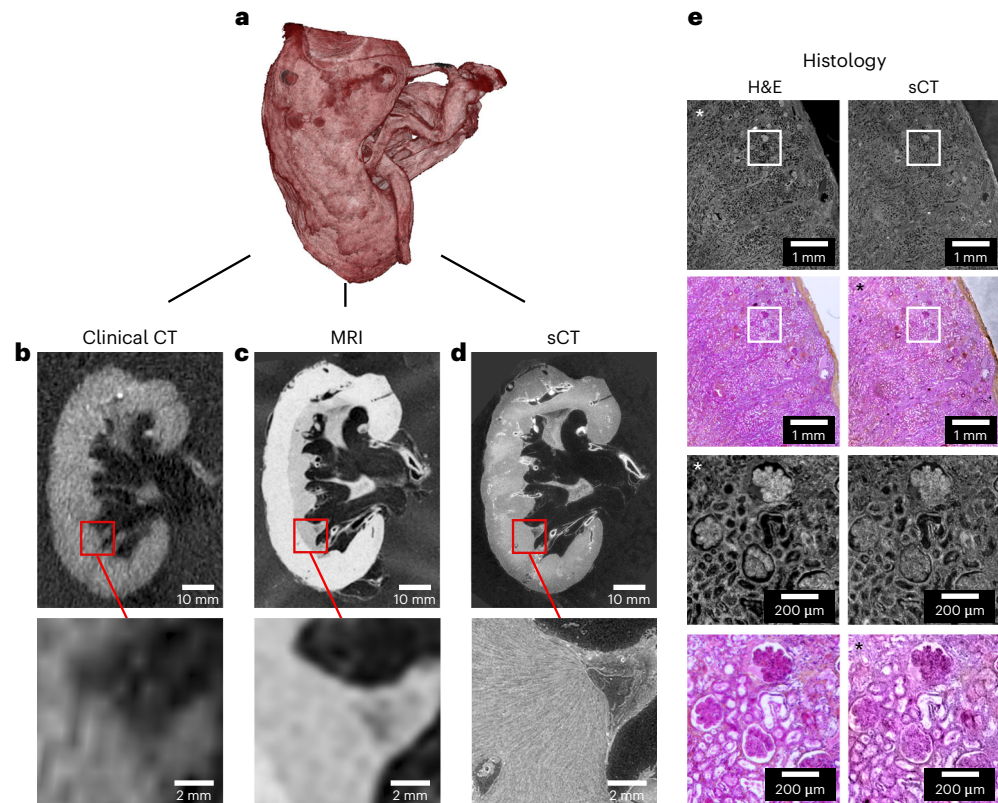 a
e
Histology
H&E
sCT
*
1 mm
1 mm
*
1 mm
1 mm
Clinical CT
MRI
sCT
b
c
d
10 mm
10 mm
10 mm
*
200 µm
200 µm
2 mm
2 mm
2 mm
*
200 µm
200 µm